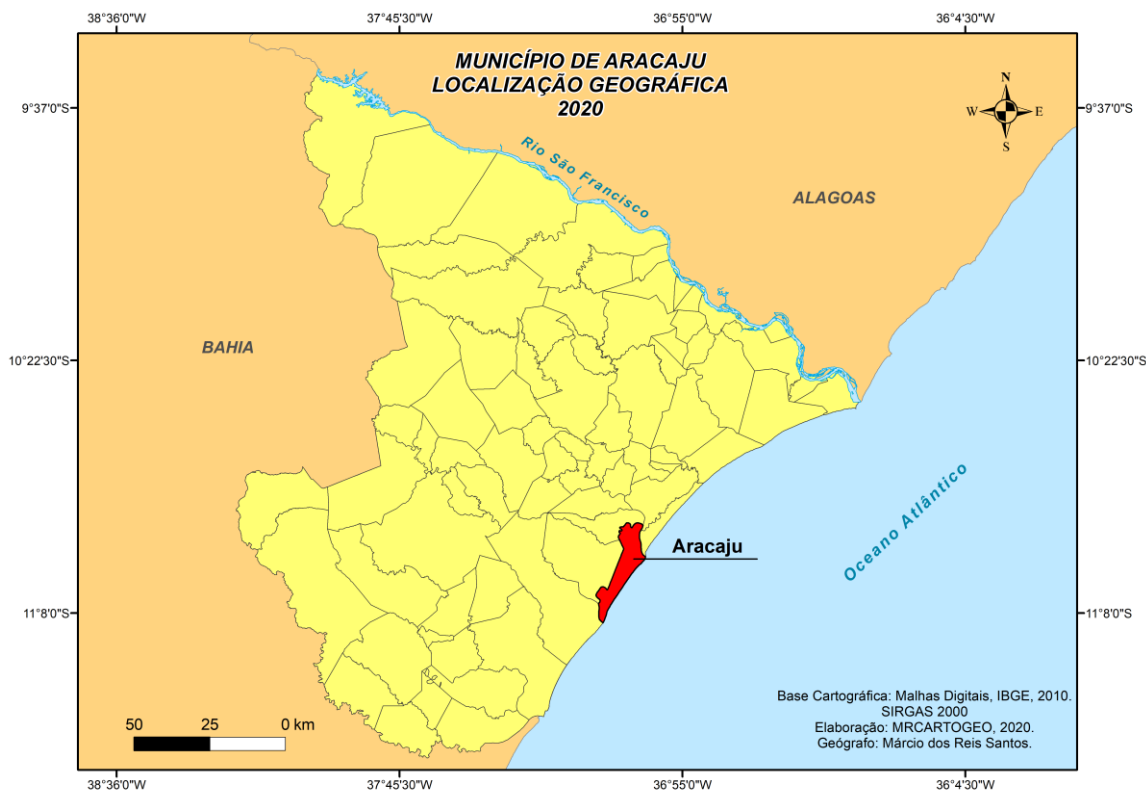 38°36'0"W 37°45'30"W 36°55'0"W 36°4'30"W
MUNICÍPIO DE ARACAJU
LOCALIZAÇÃO GEOGRÁFICA
2020
N
W E
S
9°37'0"S 9°37'0"S
Rio São Francisco
ALAGOAS
BAHIA
10°22'30"S 10°22'30"S
Oceano Atlântico
Aracaju
11°8'0"S 11°8'0"S
50 25 0 km
Base Cartográfica: Malhas Digitais, IBGE, 2010.
SIRGAS 2000
Elaboração: MRCARTOGEO, 2020.
Geógrafo: Márcio dos Reis Santos.
38°36'0"W 37°45'30"W 36°55'0"W 36°4'30"W